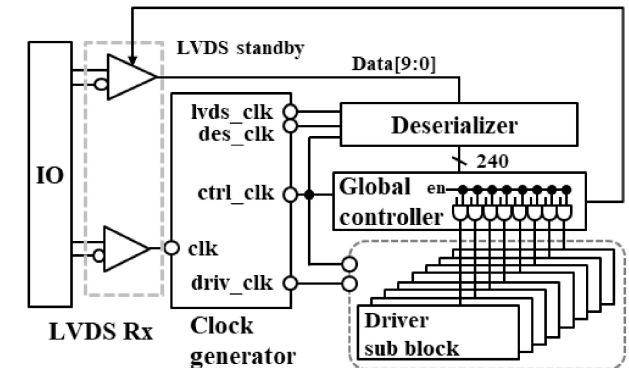 LVDS standby
Data[9:0]
lvds_clk
des_clk
Deserializer
240
IO
ctrl_clk
Global
controller
en
clk
driv_clk
LVDS Rx
Clock
generator
Driver
sub block